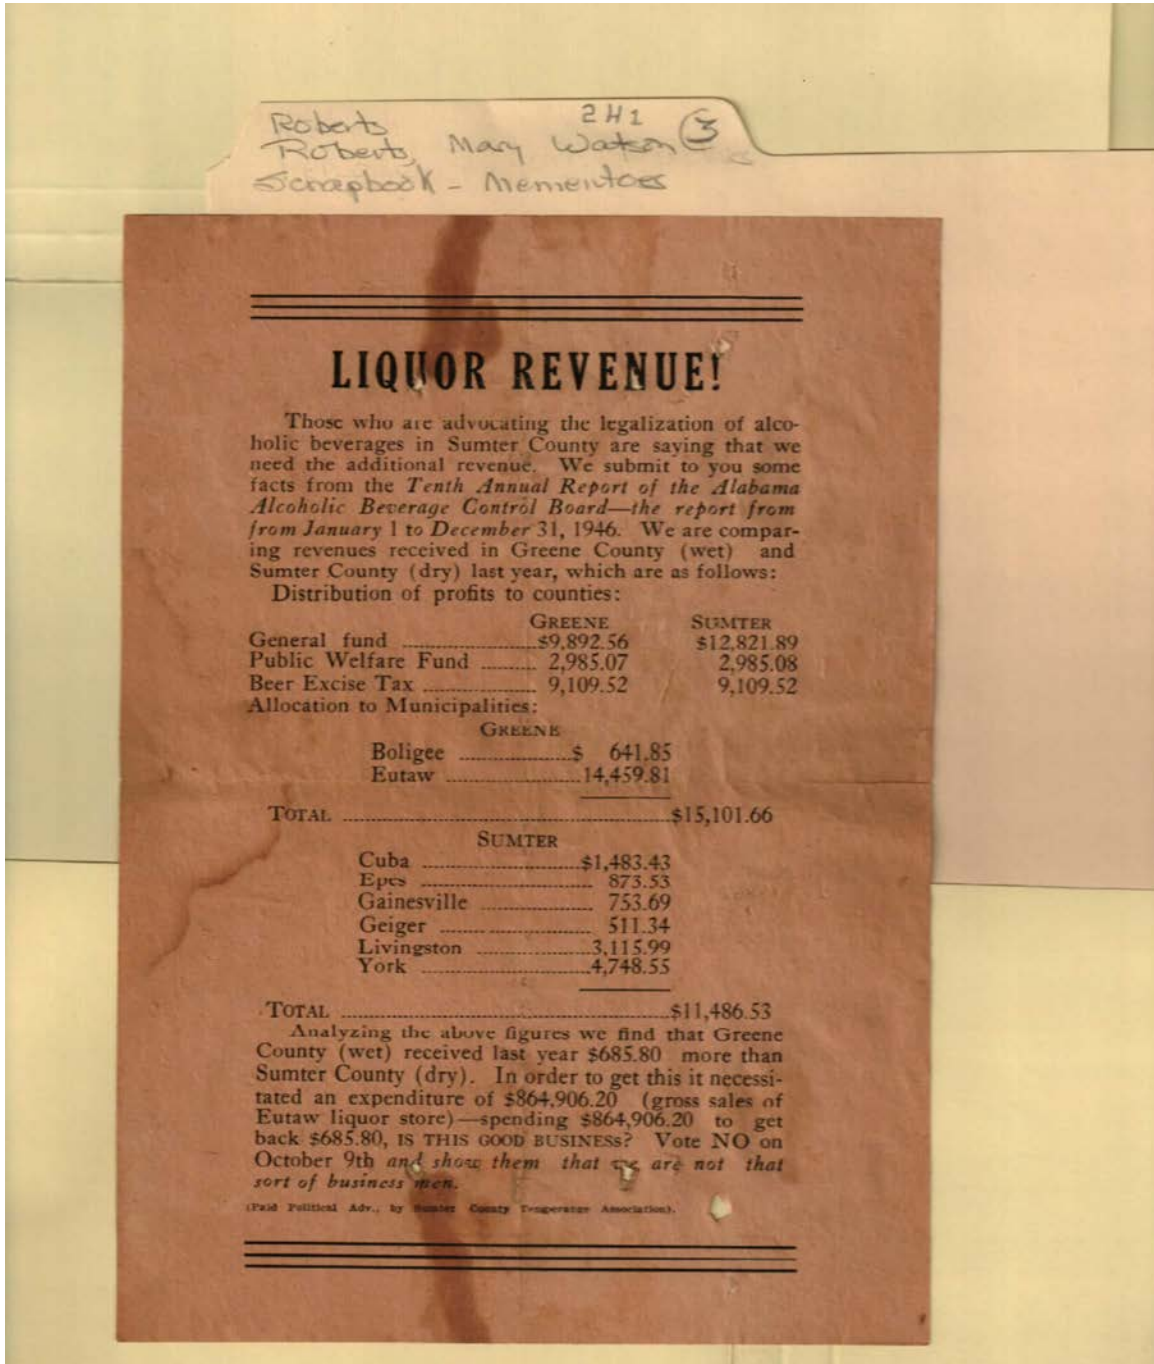 2H1
Roberts
Roberts, Mary Watson 3
Scrapbook - Mementoes
LIQUOR REVENUE!
Those who are advocating the legalization of alco-
holic beverages in Sumter County are saying that we
need the additional revenue. We submit to you some
facts from the Tenth Annual Report of the Alabama
Alcoholic Beverage Control Board—the report from
from January 1 to December 31, 1946. We are compar-
ing revenues received in Greene County (wet) and
Sumter County (dry) last year, which are as follows:
Distribution of profits to counties:
GREENE SUMTER
General fund ........................$9,892.56 $12,821.89
Public Welfare Fund .......... 2,985.07 2,985.08
Beer Excise Tax .................... 9,109.52 9,109.52
Allocation to Municipalities:
GREENE
Boligee ....................$ 641.85
Eutaw ........................14,459.81
TOTAL ............................................................$15,101.66
SUMTER
Cuba ............................$1,483.43
Epes .............................. 873.53
Gainesville .................... 753.69
Geiger ........................... 511.34
Livingston ....................3,115.99
York ..............................4,748.55
TOTAL ............................................................$11,486.53
Analyzing the above figures we find that Greene
County (wet) received last year $685.80 more than
Sumter County (dry). In order to get this it necessi-
tated an expenditure of $864,906.20 (gross sales of
Eutaw liquor store)—spending $864,906.20 to get
back $685.80, IS THIS GOOD BUSINESS? Vote NO on
October 9th and show them that we are not that
sort of business men.
(Paid Political Adv., by Sumter County Temperance Association).